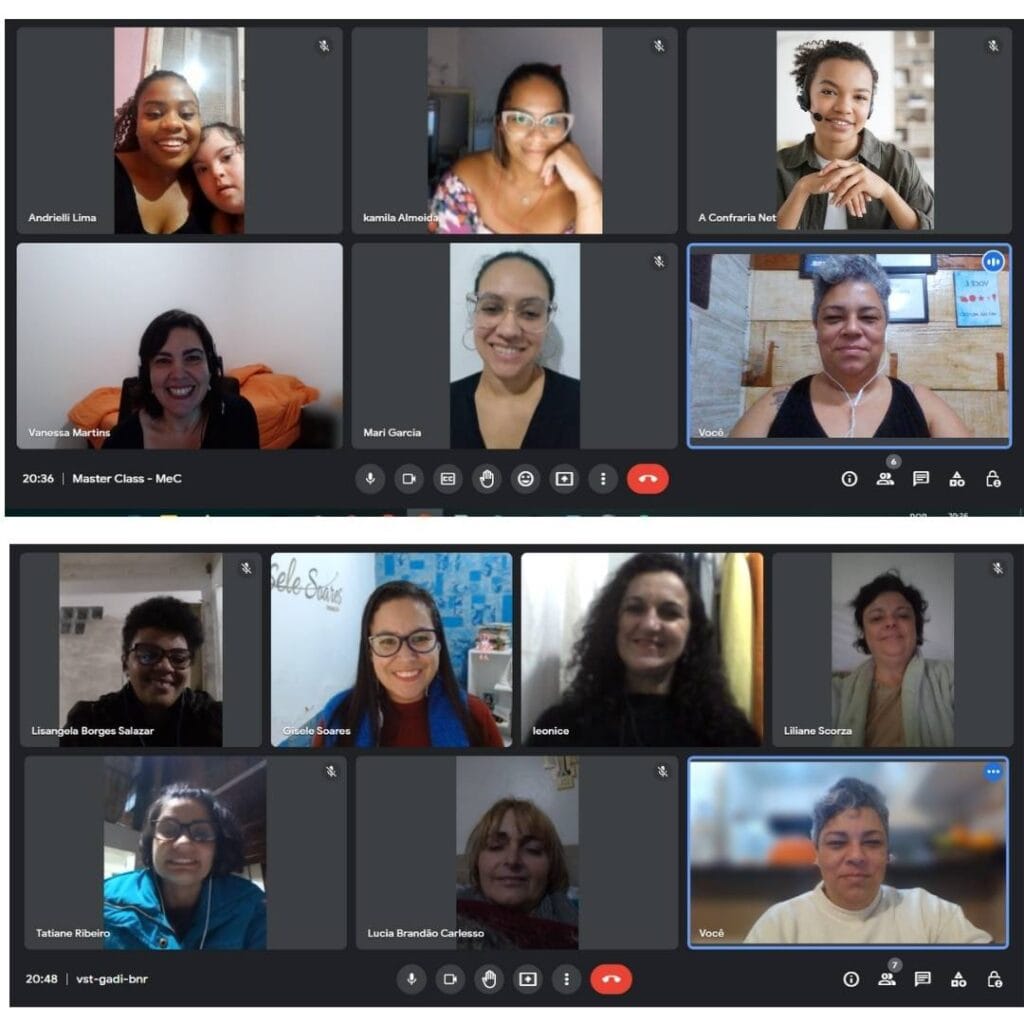 Andrielli Lima
kamila Almeida
A Confraria Net
Vanessa Martins
Mari Garcia
Você
20:36 | Master Class - MeC
6
20:36
Sele Soares
Lisangela Borges Salazar
Gisele Soares
leonice
Liliane Scorza
Tatiane Ribeiro
Lucia Brandão Carlesso
Você
20:48 | vst-gadi-bnr
7